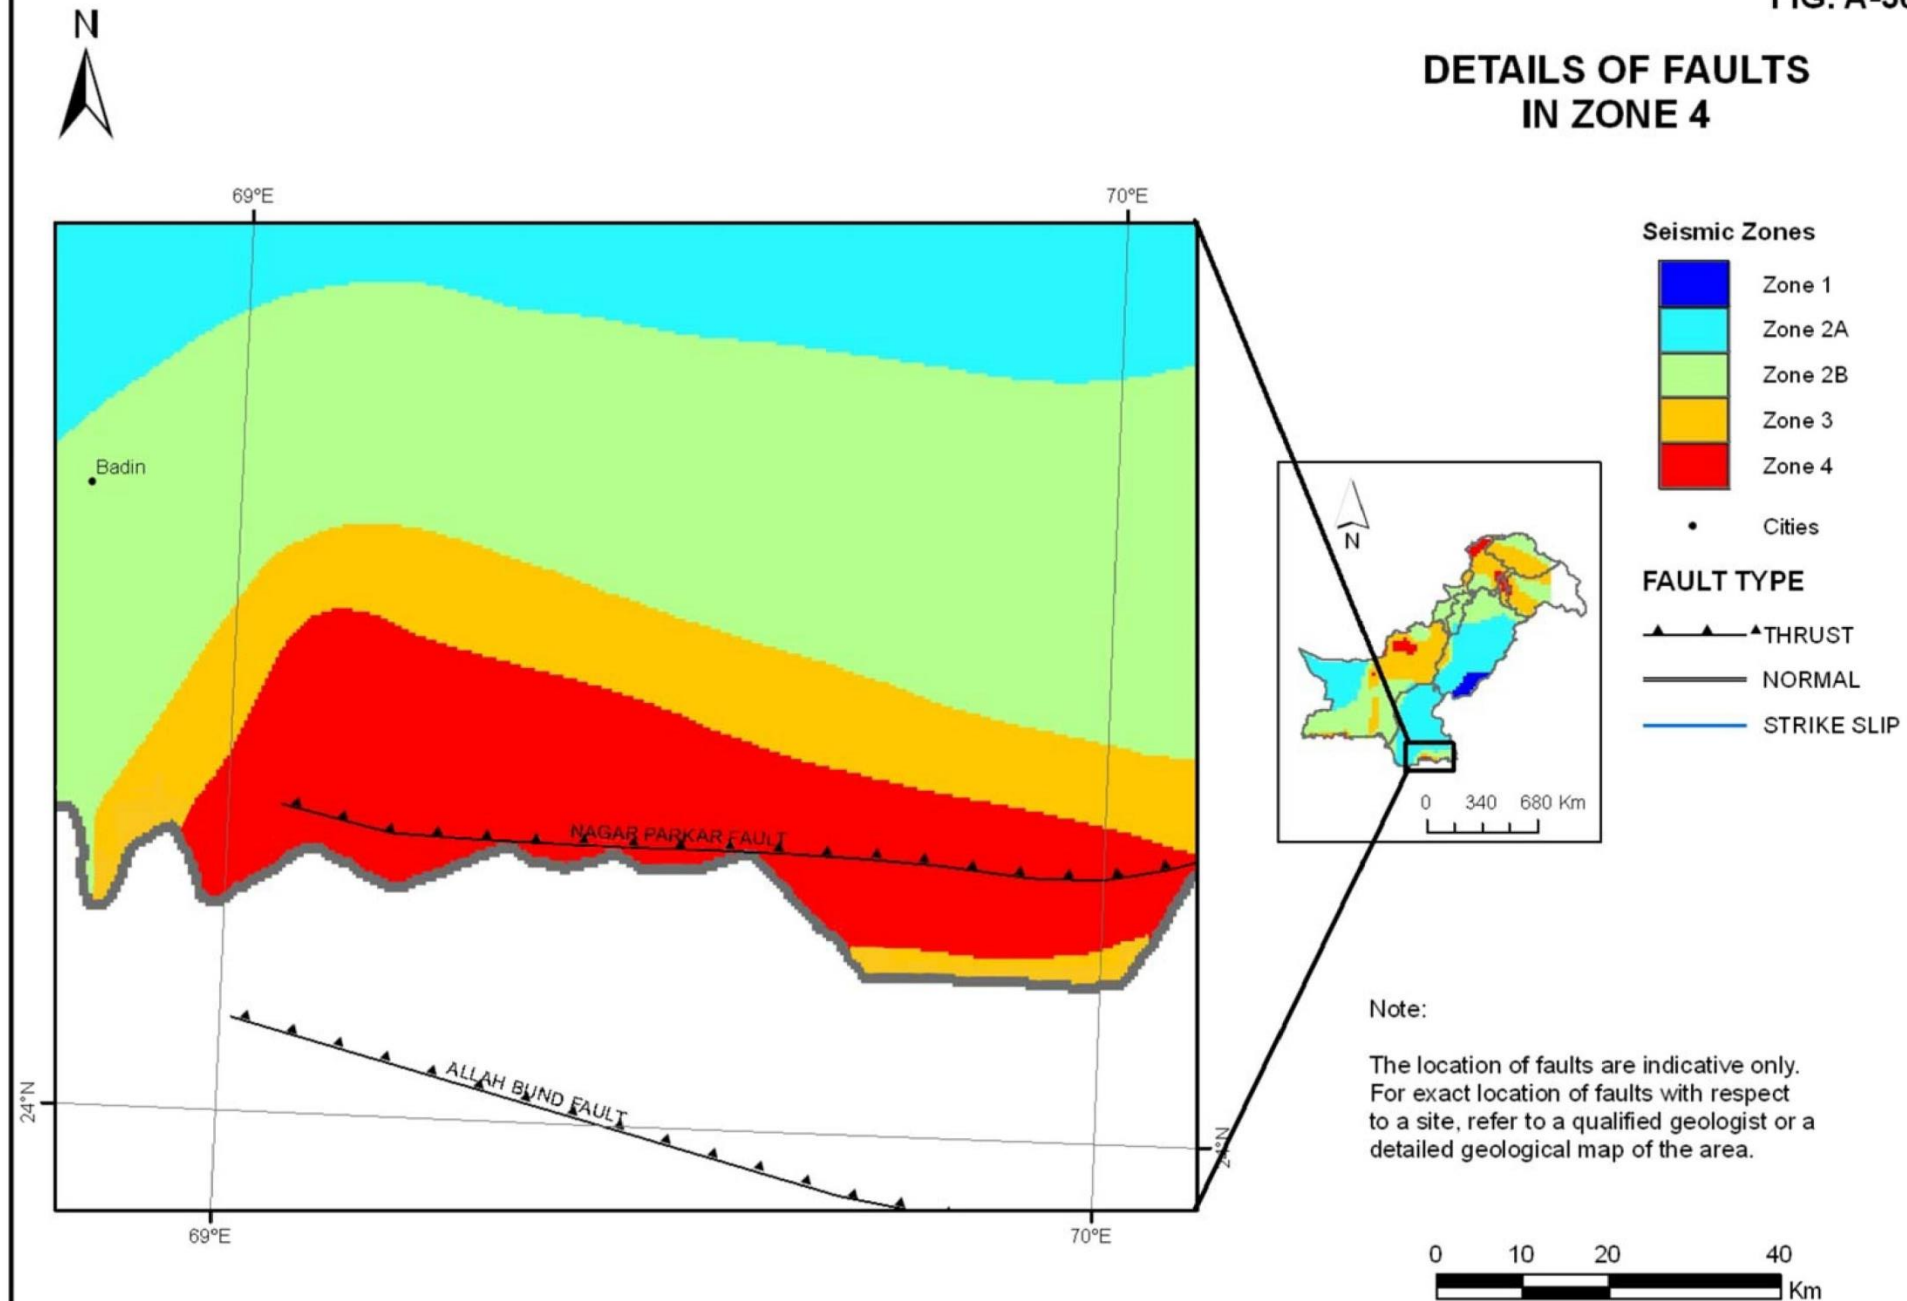 N
DETAILS OF FAULTS
IN ZONE 4
69°E
70°E
Seismic Zones
Zone 1
Zone 2A
Zone 2B
Zone 3
Zone 4
Cities
FAULT TYPE
THRUST
NORMAL
STRIKE SLIP
Badin
N
0 340 680 Km
NAGAR PARKAR FAULT
ALLAH BUND FAULT
24°N
24°N
69°E
70°E
Note:
The location of faults are indicative only.
For exact location of faults with respect
to a site, refer to a qualified geologist or a
detailed geological map of the area.
0 10 20 40
Km